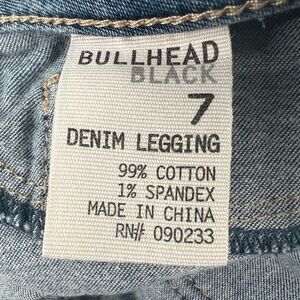 BULLHEAD
BLACK
7
DENIM LEGGING
99% COTTON
1% SPANDEX
MADE IN CHINA
RN# 090233